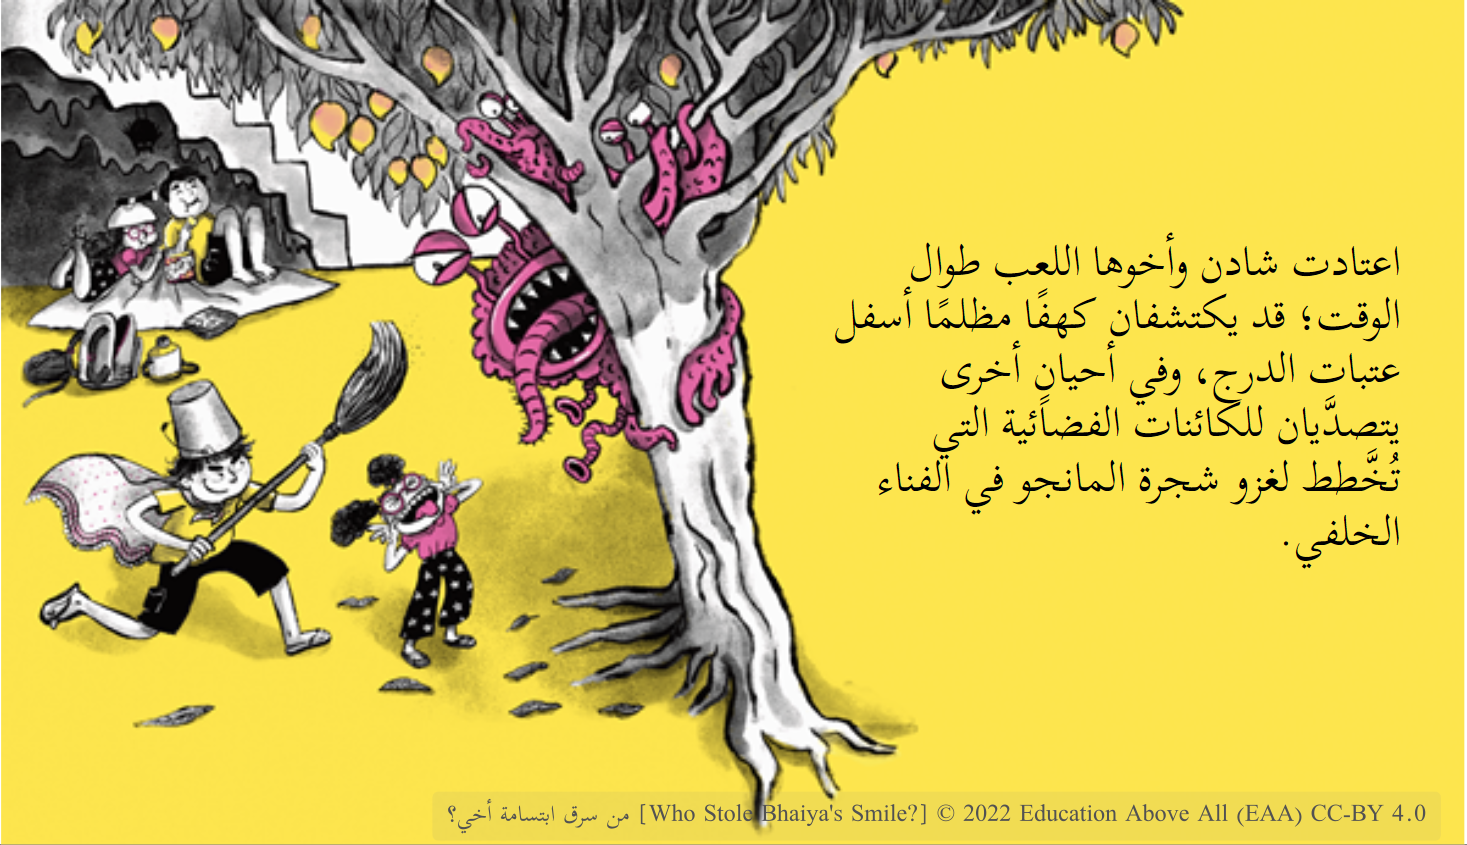 اعتادت شادن وأخوها اللعب طوال
الوقت؛ قد يكتشفان كهفًا مظلمًا أسفل
عتبات الدرج، وفي أحيانٍ أخرى
يتصدَّيان للكائنات الفضائية التي
تُخَّطط لغزو شجرة المانجو في الفناء
الخلفي.
من سرق ابتسامة أخي؟ [Who Stole Bhaiya's Smile?] © 2022 Education Above All (EAA) CC-BY 4.0